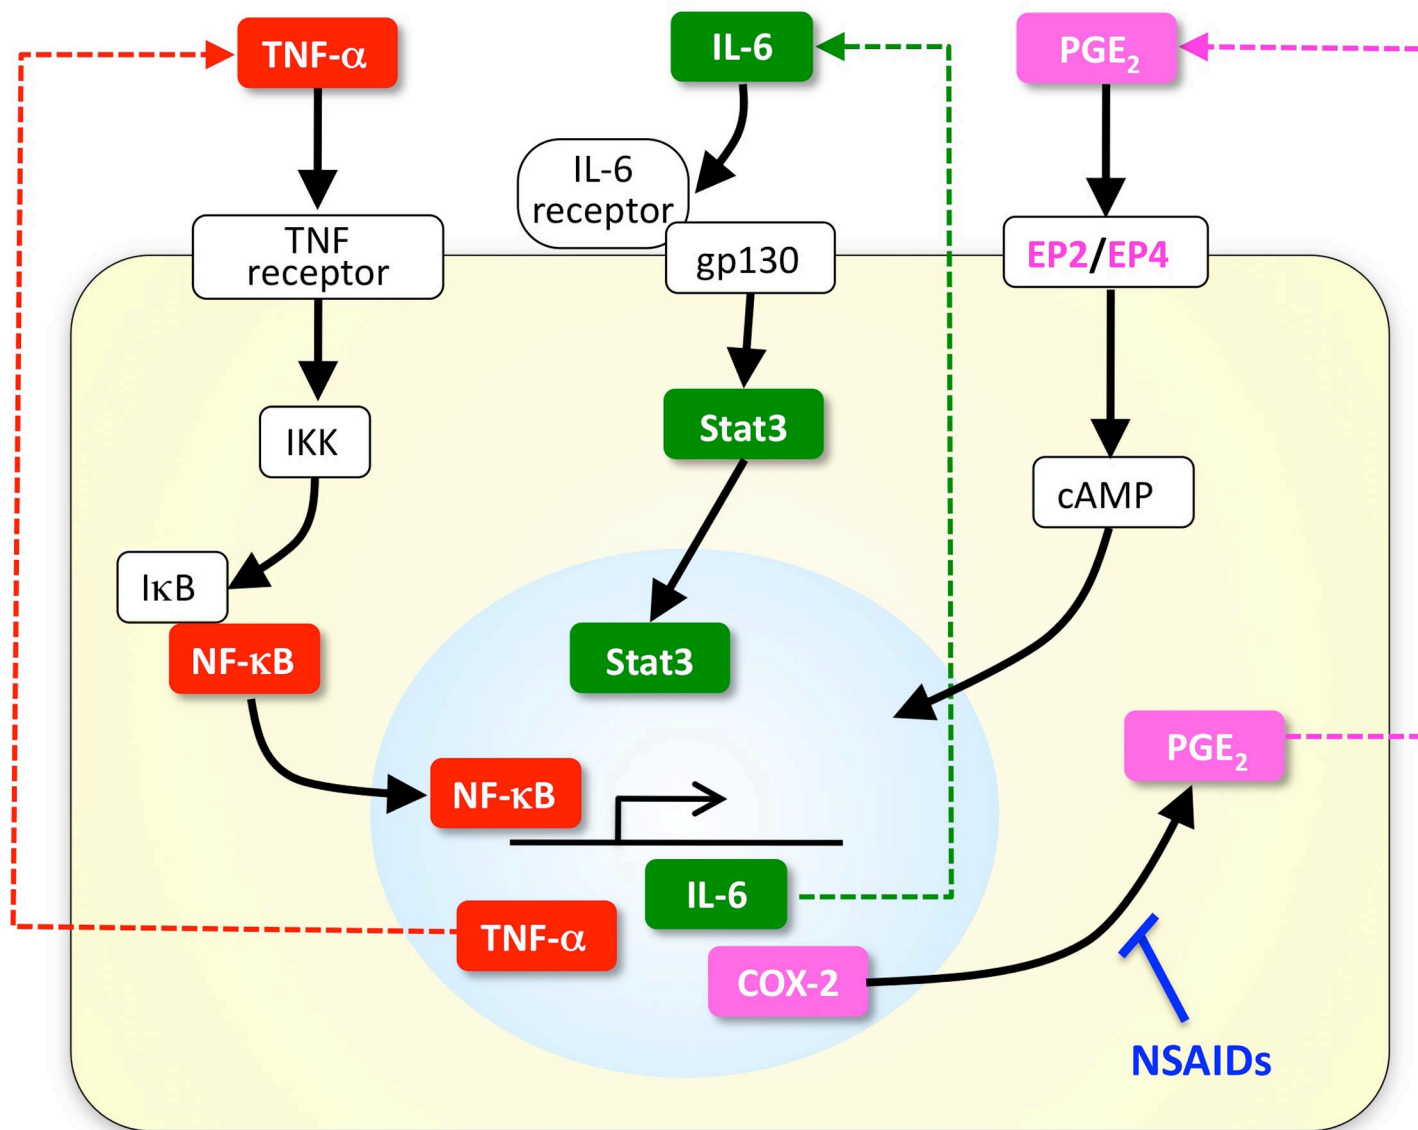 TNF-α
IL-6
PGE₂
IL-6
receptor
TNF
receptor
gp130
EP2/EP4
Stat3
IKK
cAMP
IκB
NF-κB
Stat3
PGE₂
NF-κB
IL-6
TNF-α
COX-2
NSAIDs